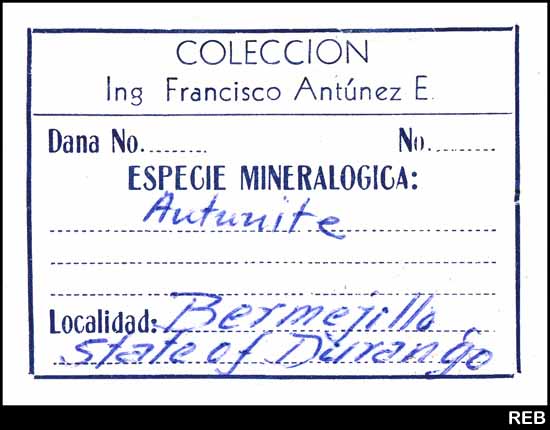 COLECCION
Ing Francisco Antúnez E.
Dana No......... No..........
ESPECIE MINERALOGICA:
Autunite
Localidad: Bermejillo,
state of Durango
REB